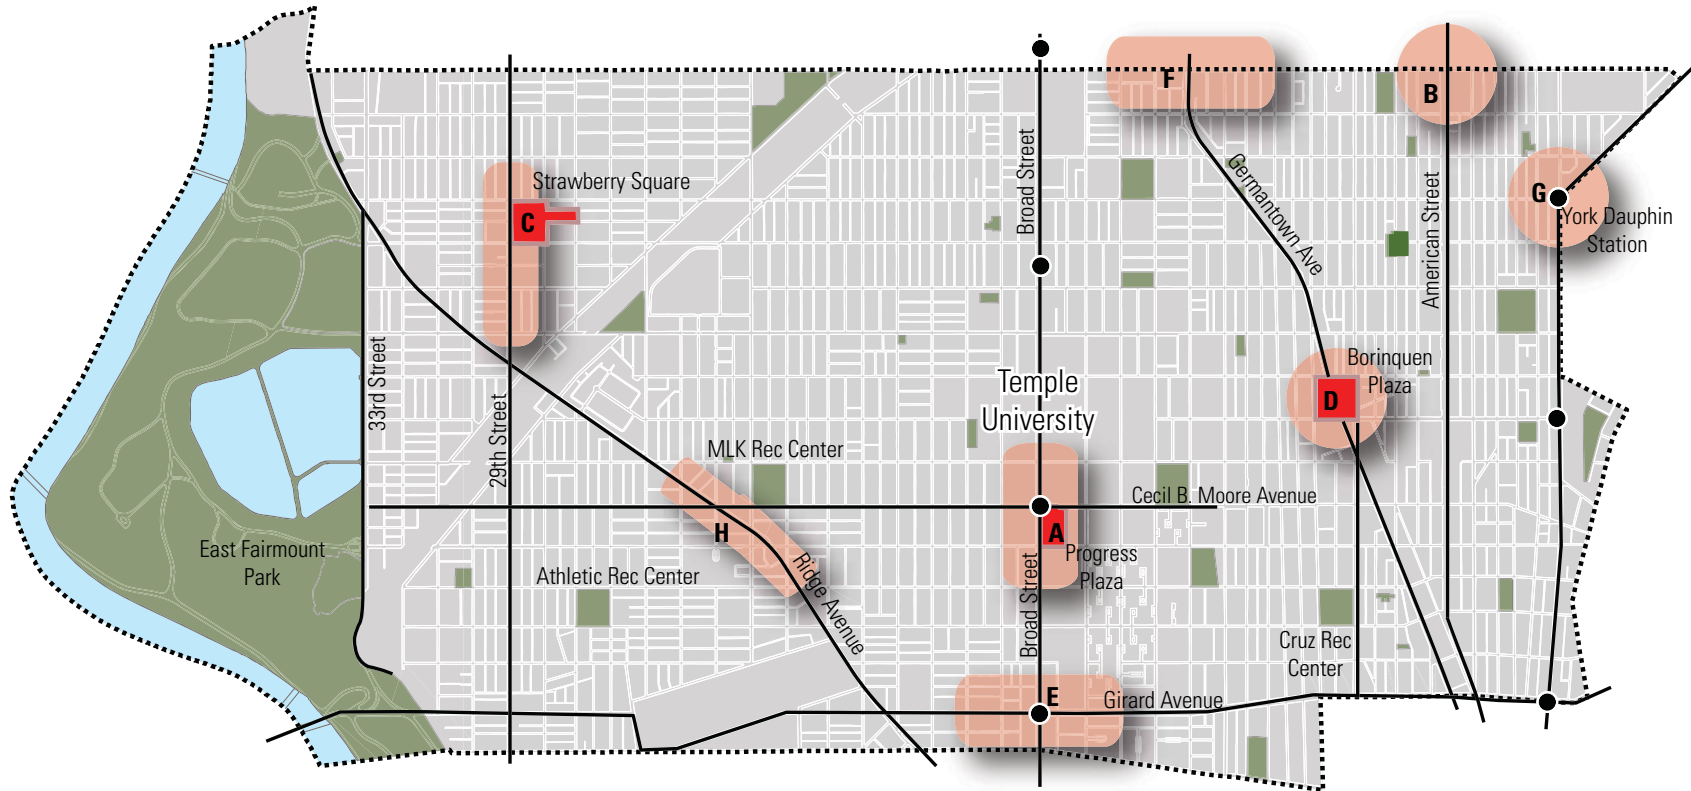 F
B
Broad Street
Germantown Ave
Strawberry Square
C
American Street
G
York Dauphin
Station
33rd Street
29th Street
Temple
University
Borinquen
Plaza
D
MLK Rec Center
Cecil B. Moore Avenue
H
A
Progress
Plaza
East Fairmount
Park
Athletic Rec Center
Ridge Avenue
Broad Street
Cruz Rec
Center
E
Girard Avenue